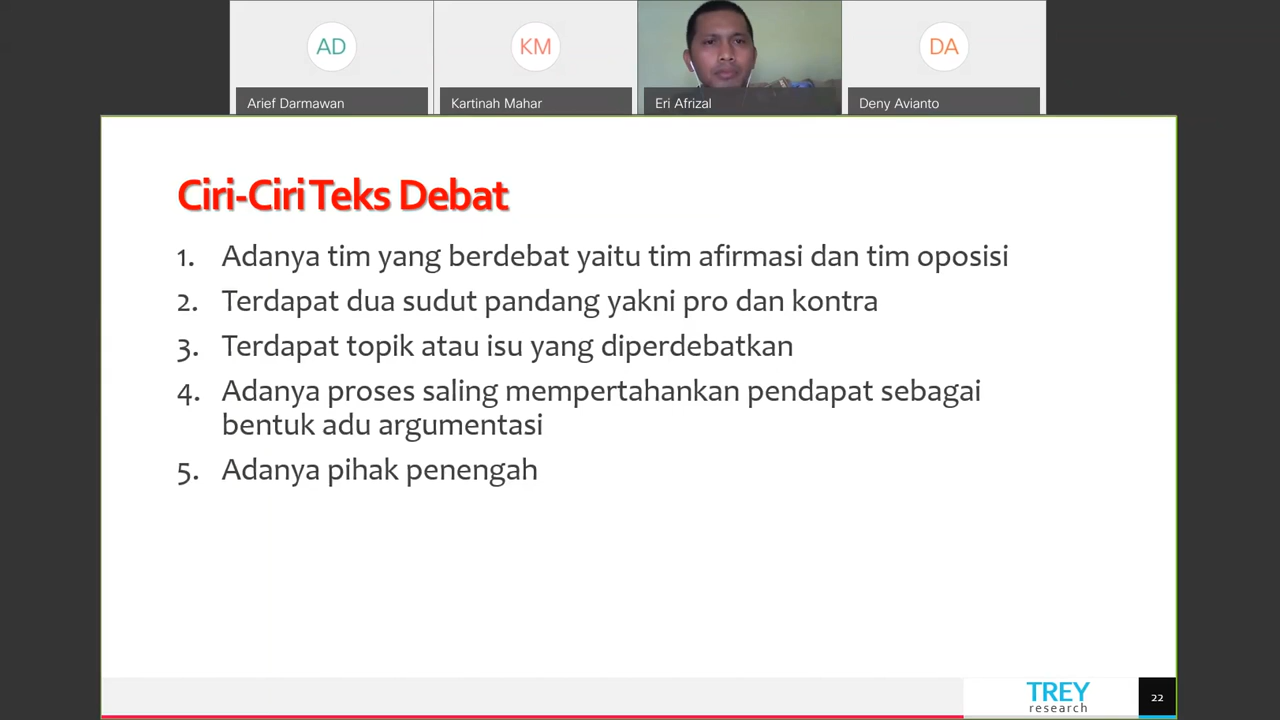 AD
KM
DA
Arief Darmawan
Kartinah Mahar
Eri Afrizal
Deny Avianto
Ciri-Ciri Teks Debat
1. Adanya tim yang berdebat yaitu tim afirmasi dan tim oposisi
2. Terdapat dua sudut pandang yakni pro dan kontra
3. Terdapat topik atau isu yang diperdebatkan
4. Adanya proses saling mempertahankan pendapat sebagai
bentuk adu argumentasi
5. Adanya pihak penengah
TREY
research
22